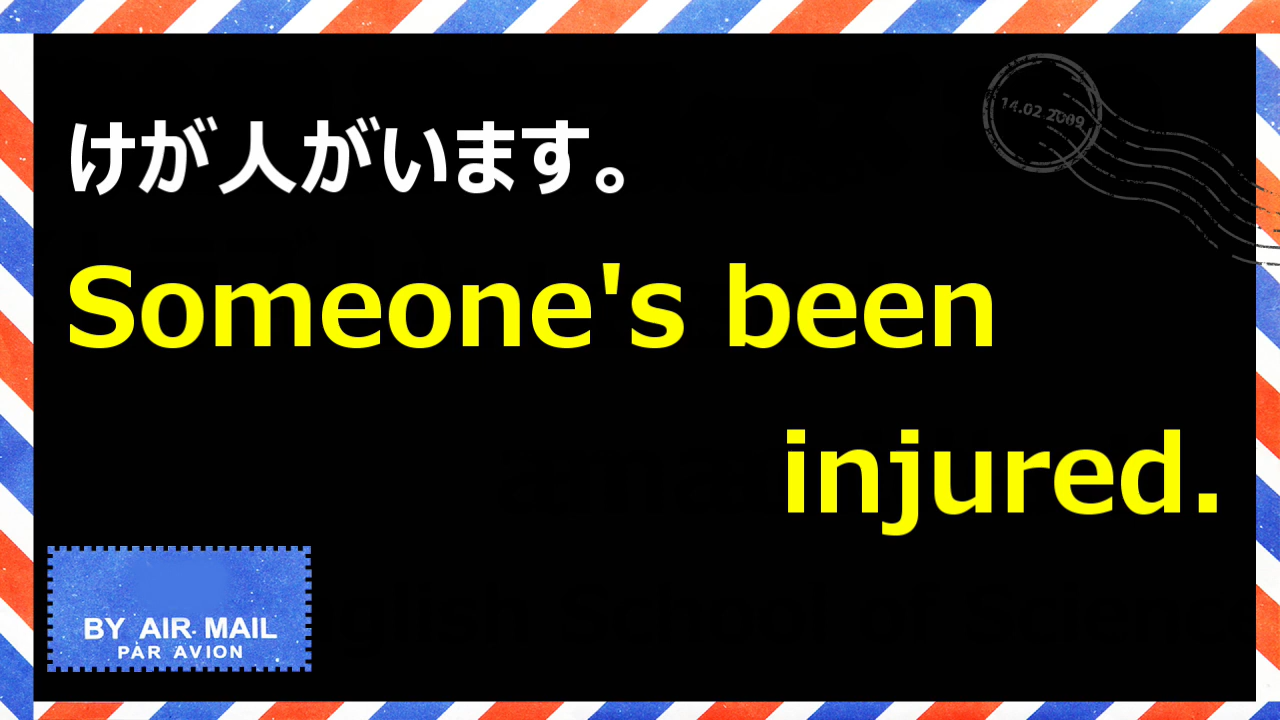 けが人がいます。
14.02 2009
Someone's been
injured.
BY AIR MAIL
PAR AVION